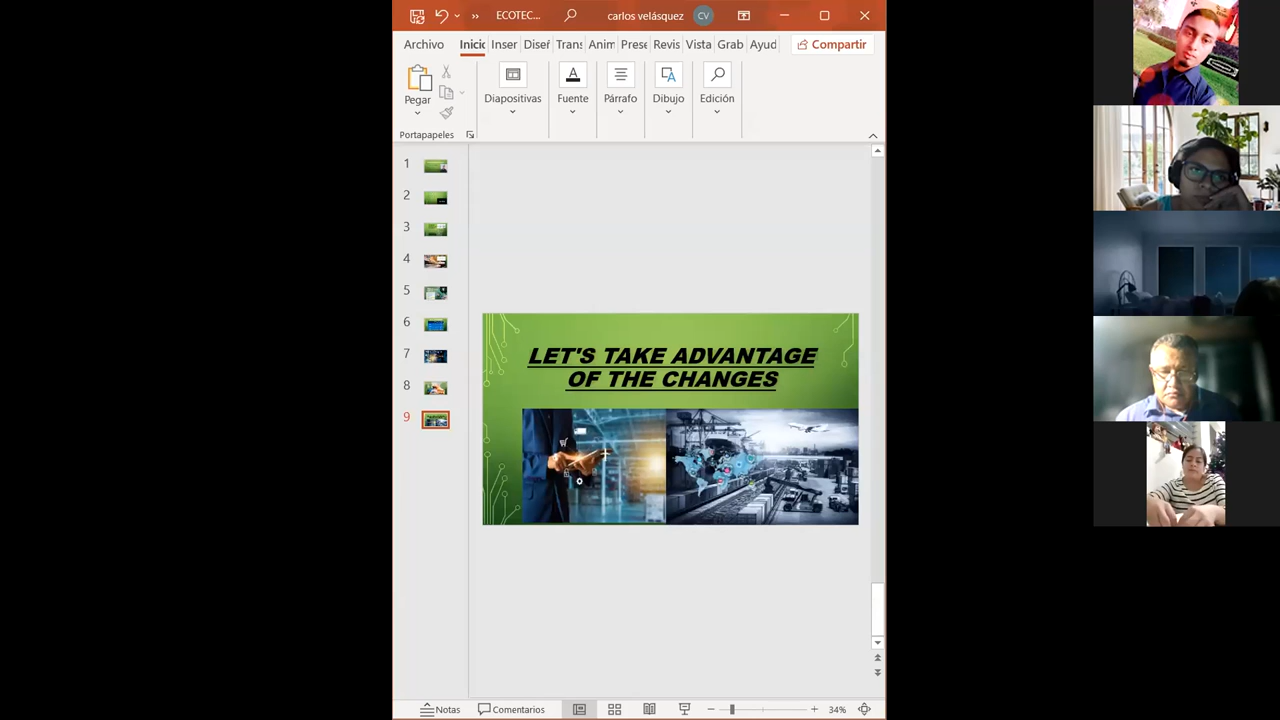 ECOTEC...
carlos velásquez
CV
Archivo
Inicio
Inser
Diseñ
Trans
Anim
Prese
Revis
Vista
Grab
Ayud
Compartir
Pegar
Diapositivas
Fuente
Párrafo
Dibujo
Edición
Portapapeles
1
2
3
4
5
6
7
8
9
LET'S TAKE ADVANTAGE
OF THE CHANGES
Notas
Comentarios
34%